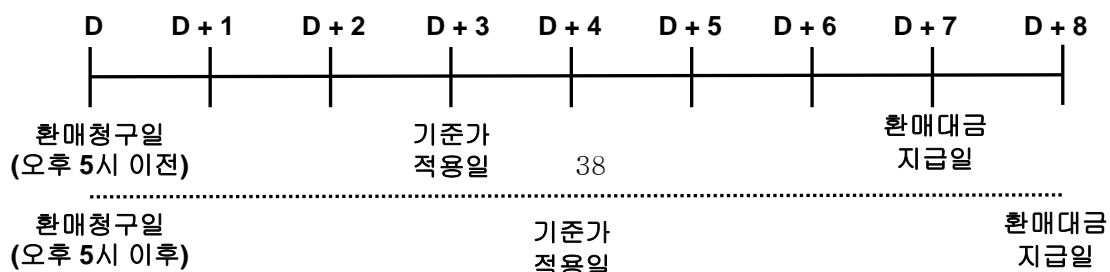 D D + 1 D + 2 D + 3 D + 4 D + 5 D + 6 D + 7 D + 8
환매청구일 기준가 환매대금
(오후 5시 이전) 적용일 38 지급일
환매청구일 기준가 환매대금
(오후 5시 이후) 적용일 지급일